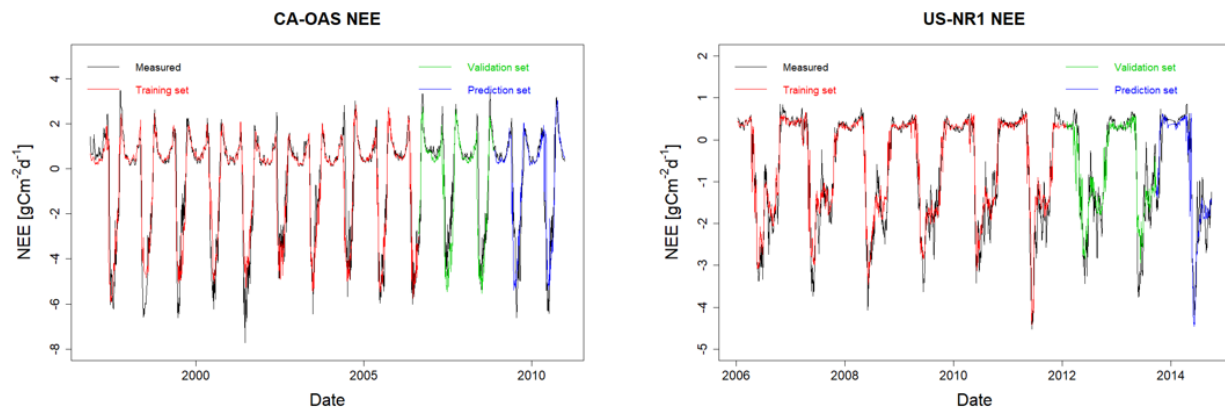 CA-OAS NEE
Measured
Training set
Validation set
Prediction set
NEE [gCm⁻²d⁻¹]
4
2
0
-2
-4
-6
-8
2000
2005
2010
Date
US-NR1 NEE
Measured
Training set
Validation set
Prediction set
NEE [gCm⁻²d⁻¹]
2
1
0
-1
-2
-3
-4
-5
2006
2008
2010
2012
2014
Date